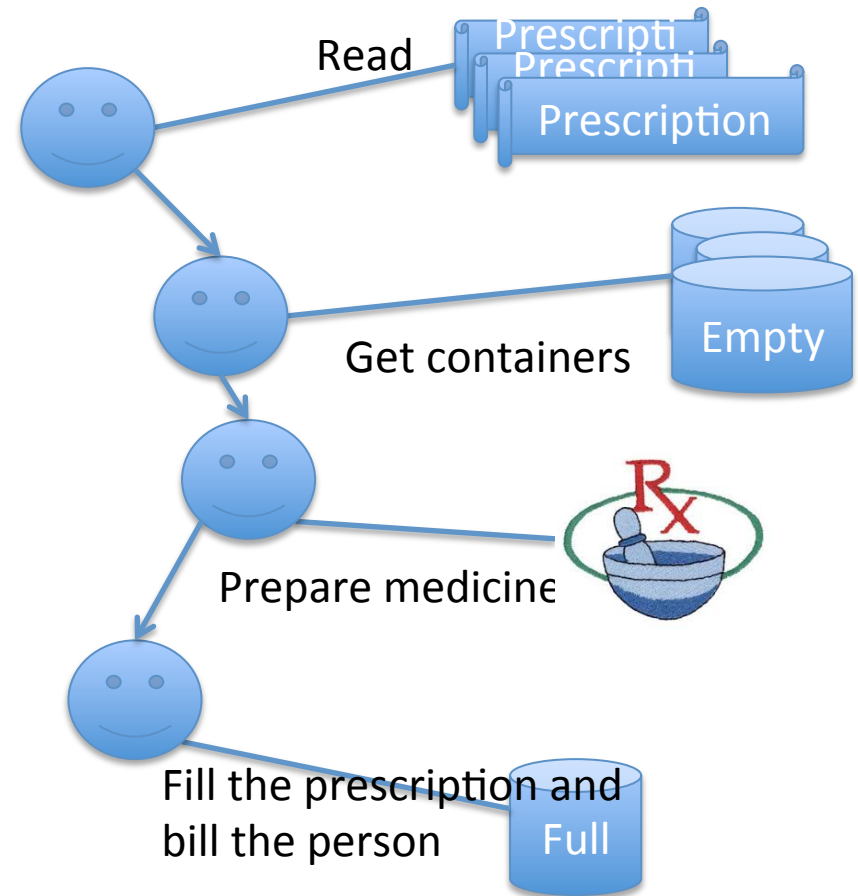 Read
Prescripti
Prescripti
Prescription
Get containers
Empty
Rx
Prepare medicine
Fill the prescription and
bill the person
Full